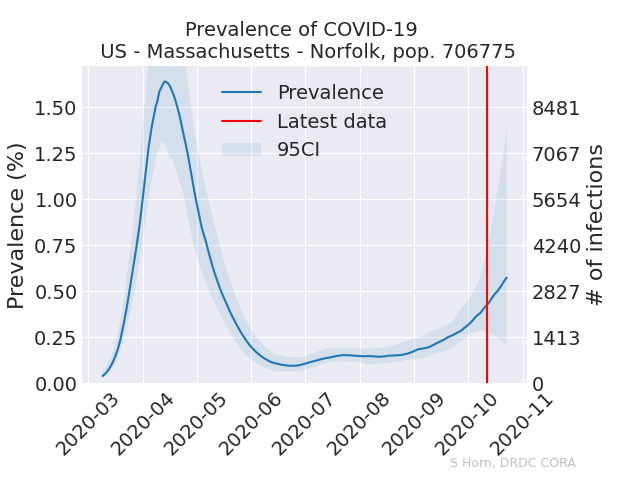 Prevalence of COVID-19
US - Massachusetts - Norfolk, pop. 706775
Prevalence
Latest data
95CI
Prevalence (%)
1.50
1.25
1.00
0.75
0.50
0.25
0.00
8481
7067
5654
4240
2827
1413
0
# of infections
2020-03
2020-04
2020-05
2020-06
2020-07
2020-08
2020-09
2020-10
2020-11
S Horn, DRDC CORA